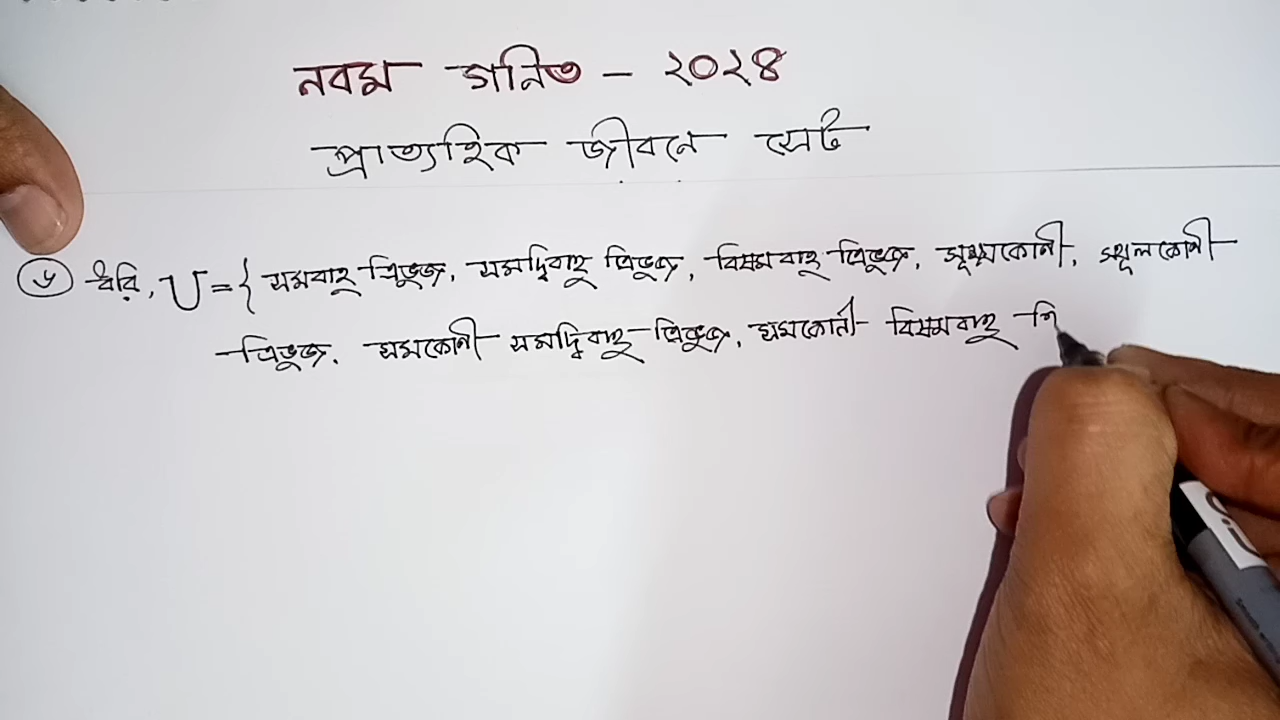 নবম গনিত - ২০২৪
প্রাত্যহিক জীবনে সেট
৬ ধরি, U = { সমবাহু ত্রিভুজ, সমদ্বিবাহু ত্রিভুজ, বিষমবাহু ত্রিভুজ, সূক্ষ্মকোণী, স্থূলকোণী
ত্রিভুজ, সমকোণী সমদ্বিবাহু ত্রিভুজ, সমকোণী বিষমবাহু